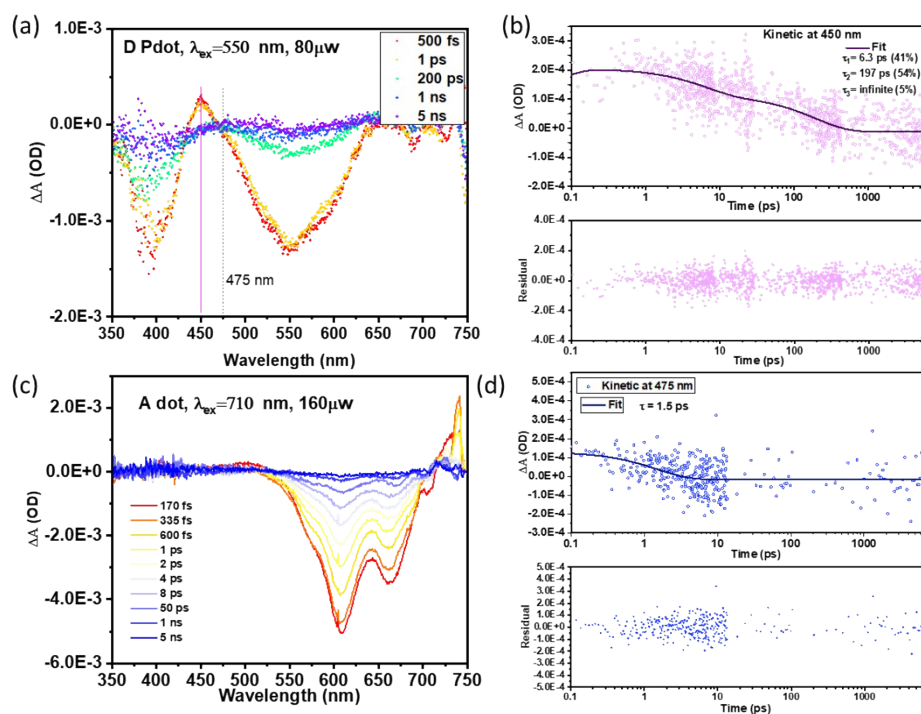 (a)
D Pdot, λex=550 nm, 80μw
500 fs
1 ps
200 ps
1 ns
5 ns
1.0E-3
0.0E+0
-1.0E-3
-2.0E-3
ΔA (OD)
475 nm
350 400 450 500 550 600 650 700 750
Wavelength (nm)
(b)
Kinetic at 450 nm
Fit
τ1= 6.3 ps (41%)
τ2= 197 ps (54%)
τ3= infinite (5%)
3.0E-4
2.0E-4
1.0E-4
0.0E+0
-1.0E-4
-2.0E-4
ΔA (OD)
0.1 1 10 100 1000
Time (ps)
4.0E-4
2.0E-4
0.0E+0
-2.0E-4
-4.0E-4
Residual
0.1 1 10 100 1000
Time (ps)
(c)
A dot, λex=710 nm, 160μw
2.0E-3
0.0E+0
-2.0E-3
-4.0E-3
-6.0E-3
ΔA (OD)
170 fs
335 fs
600 fs
1 ps
2 ps
4 ps
8 ps
50 ps
1 ns
5 ns
350 400 450 500 550 600 650 700 750
Wavelength (nm)
(d)
Kinetic at 475 nm
Fit τ = 1.5 ps
5.0E-4
4.0E-4
3.0E-4
2.0E-4
1.0E-4
0.0E+0
-1.0E-4
-2.0E-4
-3.0E-4
ΔA (OD)
0.1 1 10 100 1000
Time (ps)
5.0E-4
4.0E-4
3.0E-4
2.0E-4
1.0E-4
0.0E+0
-1.0E-4
-2.0E-4
-3.0E-4
-4.0E-4
5.0E-4
Residual
0.1 1 10 100 1000
Time (ps)